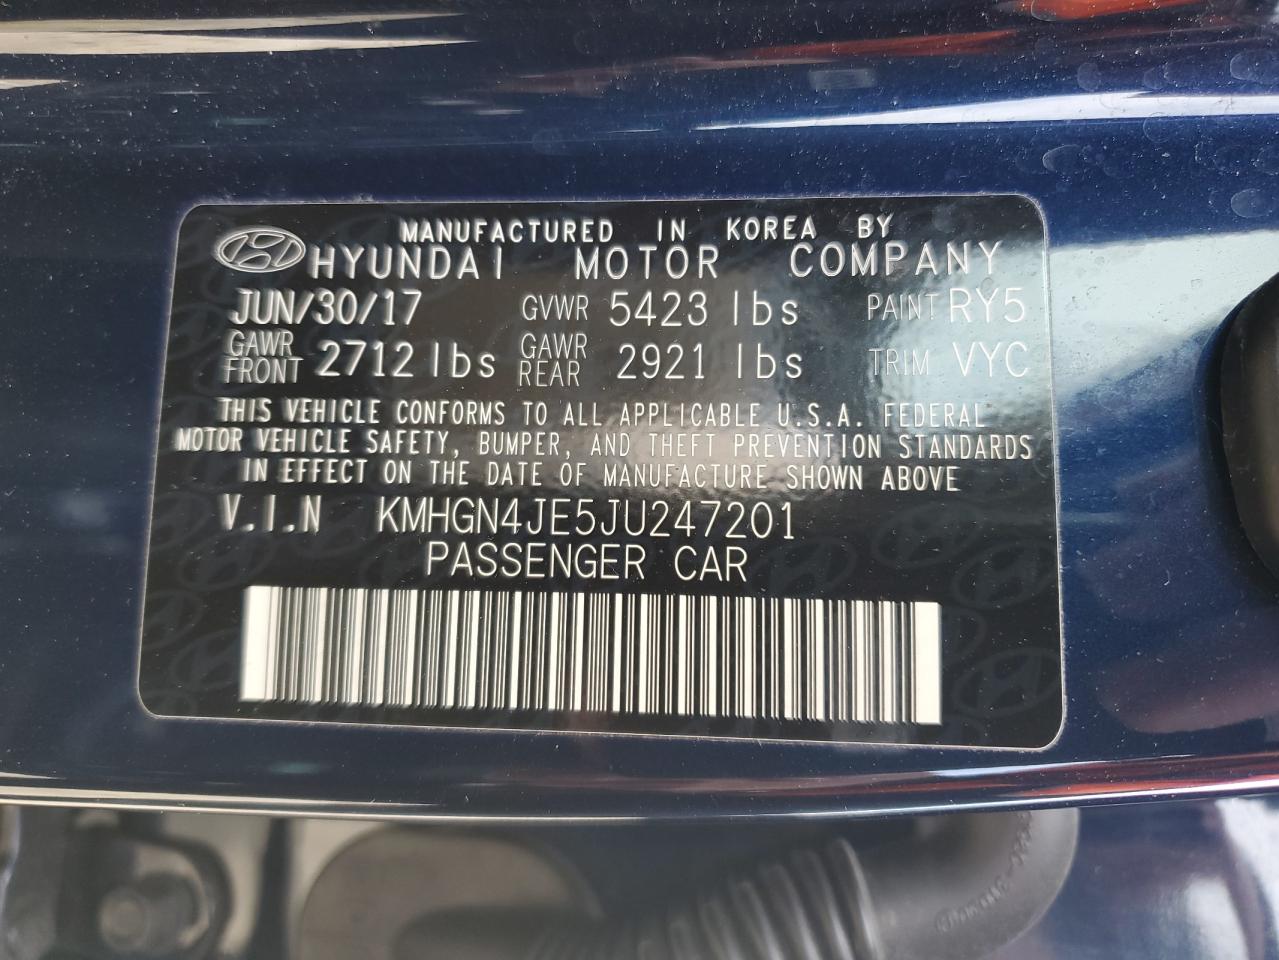 MANUFACTURED IN KOREA BY
HYUNDAI MOTOR COMPANY
JUN/30/17 GVWR 5423 lbs PAINT RY5
GAWR FRONT 2712 lbs GAWR REAR 2921 lbs TRIM VYC
THIS VEHICLE CONFORMS TO ALL APPLICABLE U.S.A. FEDERAL
MOTOR VEHICLE SAFETY, BUMPER, AND THEFT PREVENTION STANDARDS
IN EFFECT ON THE DATE OF MANUFACTURE SHOWN ABOVE
V.I.N KMHGN4JE5JU247201
PASSENGER CAR